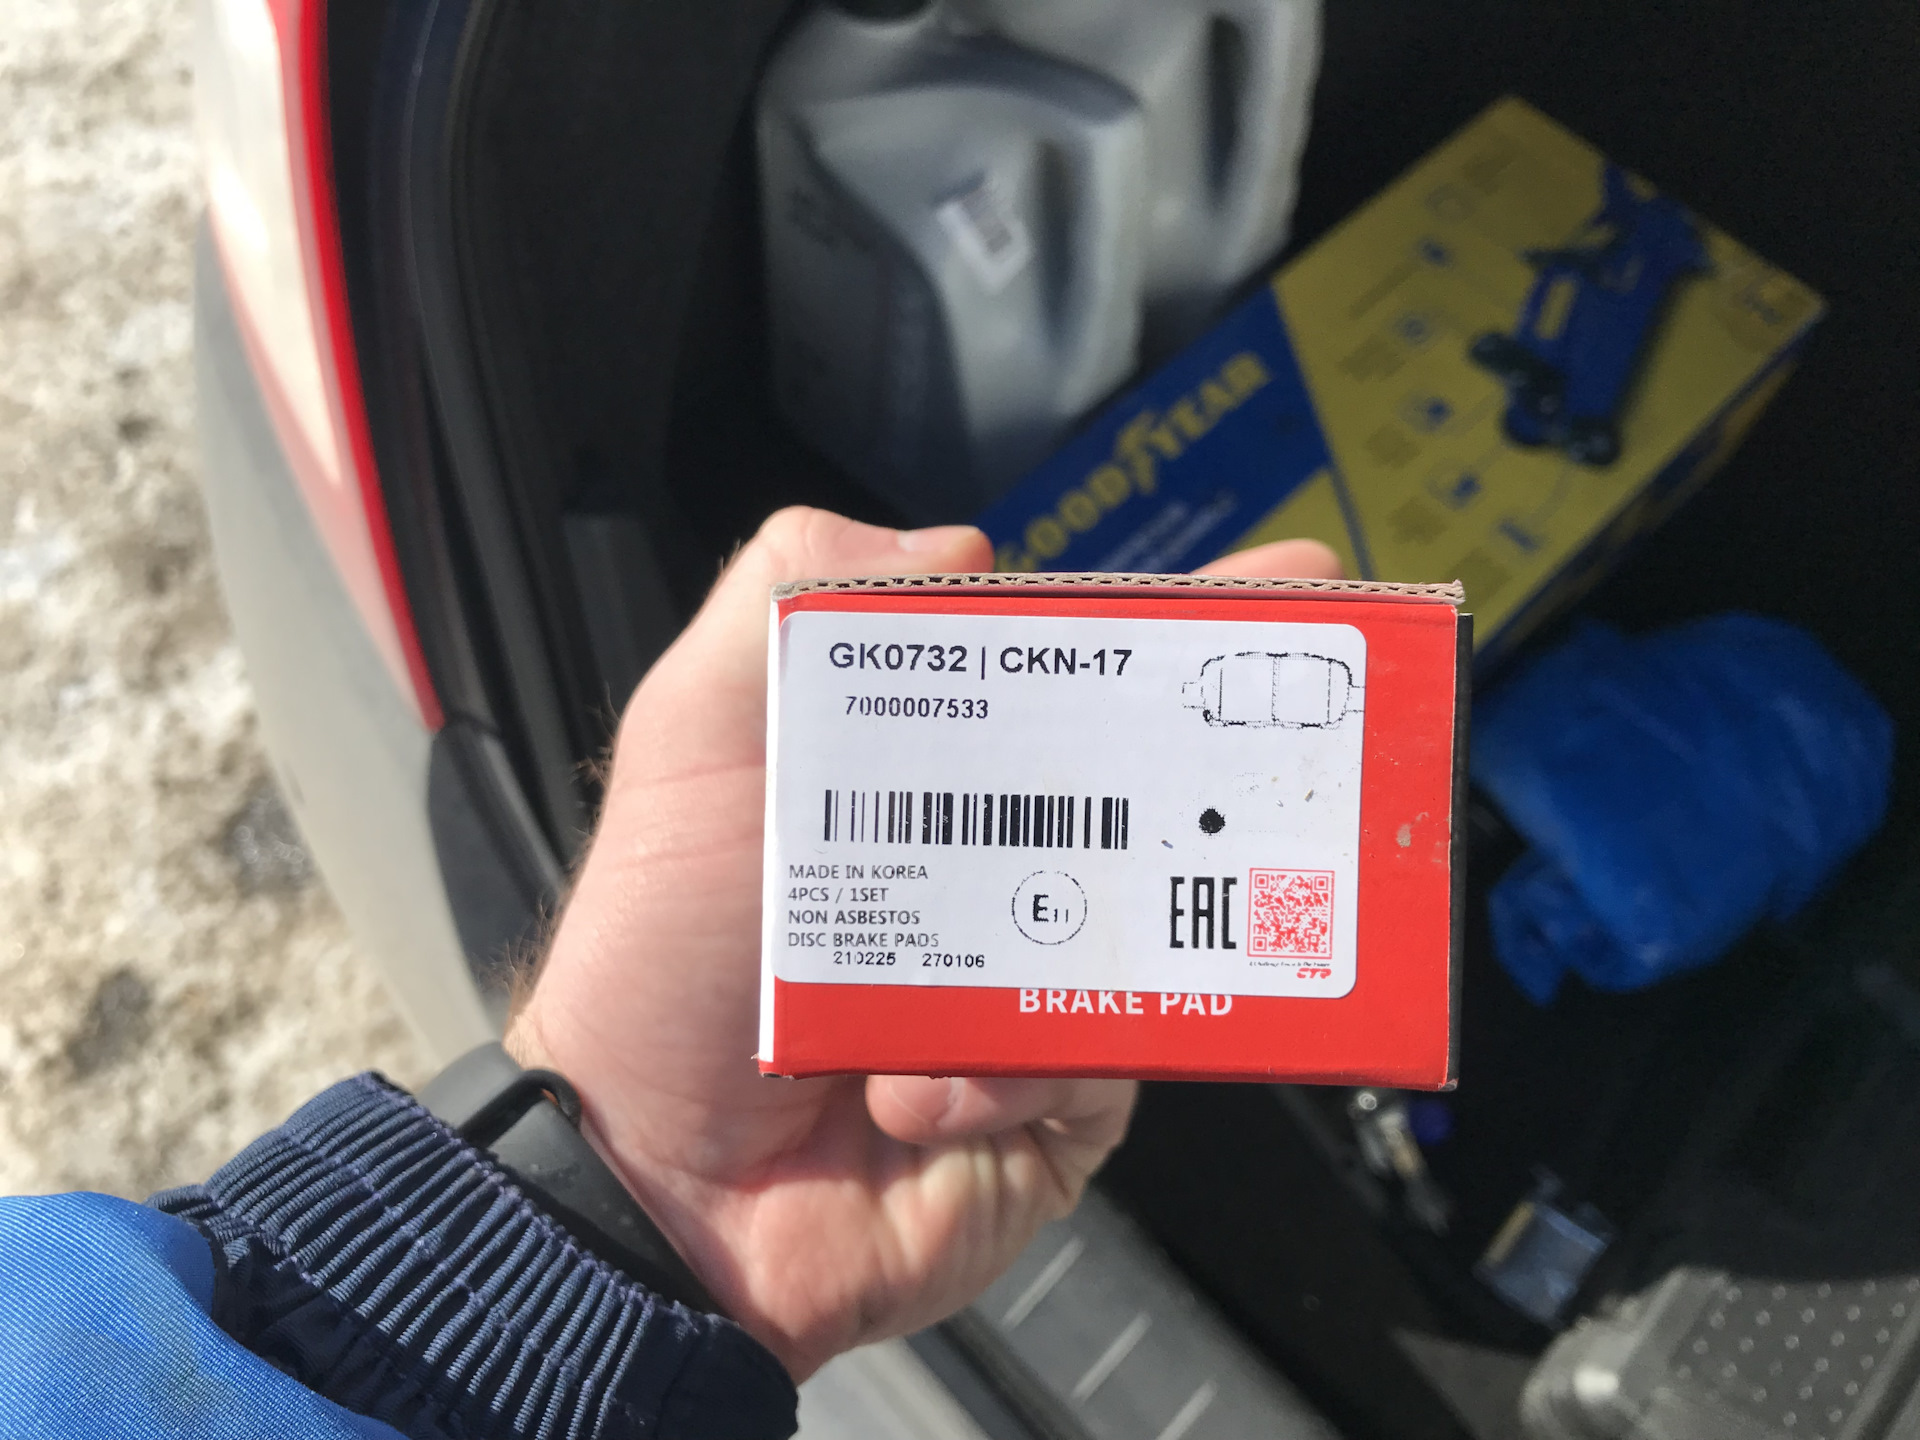 GOODYEAR
GK0732 | CKN-17
7000007533
MADE IN KOREA
4PCS / 1SET
NON ASBESTOS
DISC BRAKE PADS
210225 270106
E11
EAC
CTR
BRAKE PAD